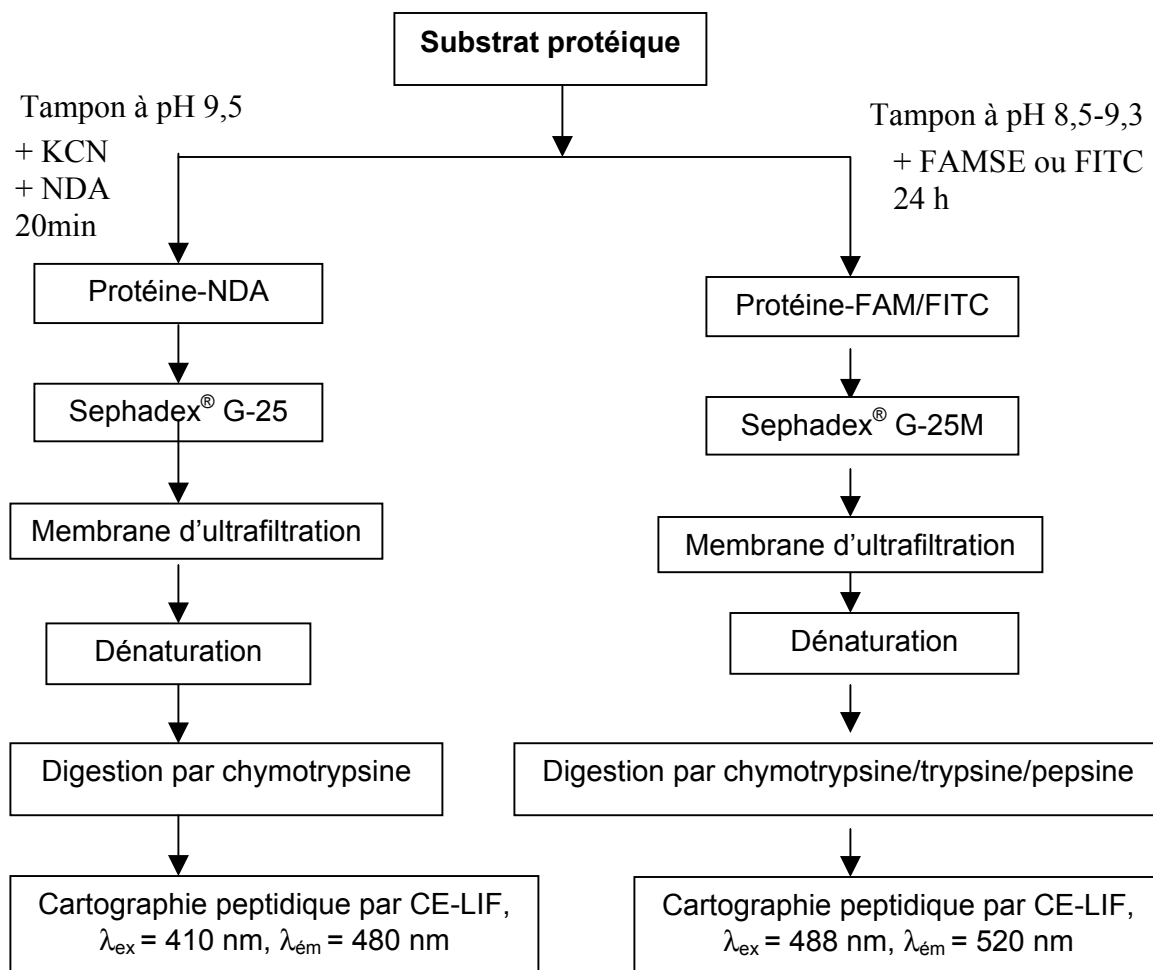 Substrat protéique
Tampon à pH 9,5
+ KCN
+ NDA
20min
Tampon à pH 8,5-9,3
+ FAMSE ou FITC
24 h
Protéine-NDA
Sephadex® G-25
Membrane d'ultrafiltration
Dénaturation
Digestion par chymotrypsine
Cartographie peptidique par CE-LIF,
λex = 410 nm, λém = 480 nm
Protéine-FAM/FITC
Sephadex® G-25M
Membrane d'ultrafiltration
Dénaturation
Digestion par chymotrypsine/trypsine/pepsine
Cartographie peptidique par CE-LIF,
λex = 488 nm, λém = 520 nm